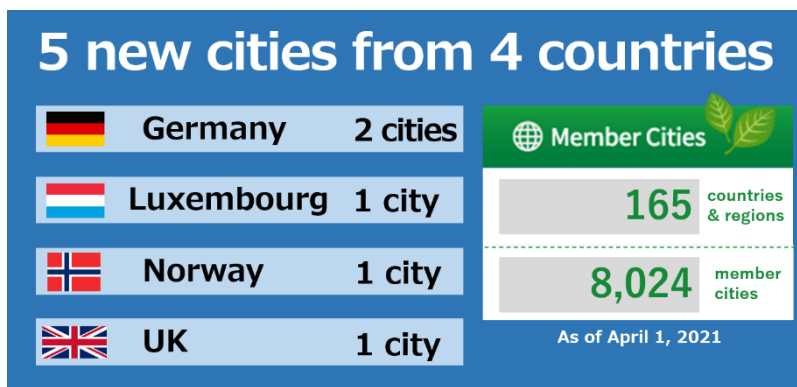 5 new cities from 4 countries
Germany 2 cities
Luxembourg 1 city
Norway 1 city
UK 1 city
Member Cities
165 countries
& regions
8,024 member
cities
As of April 1, 2021